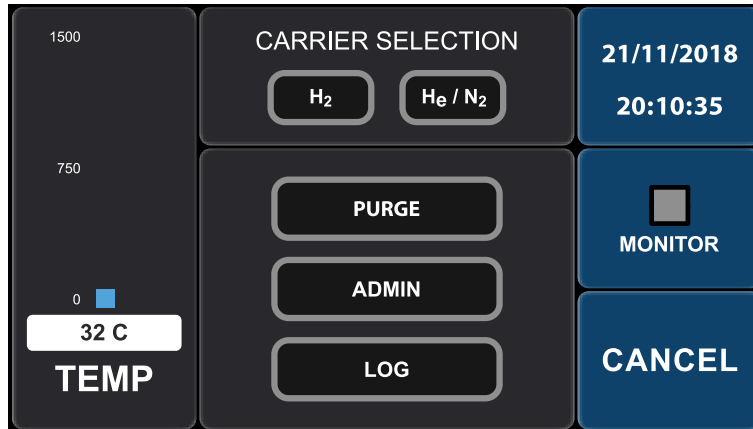 1500
750
0
32 C
TEMP
CARRIER SELECTION
H₂
He / N₂
PURGE
ADMIN
LOG
21/11/2018
20:10:35
MONITOR
CANCEL